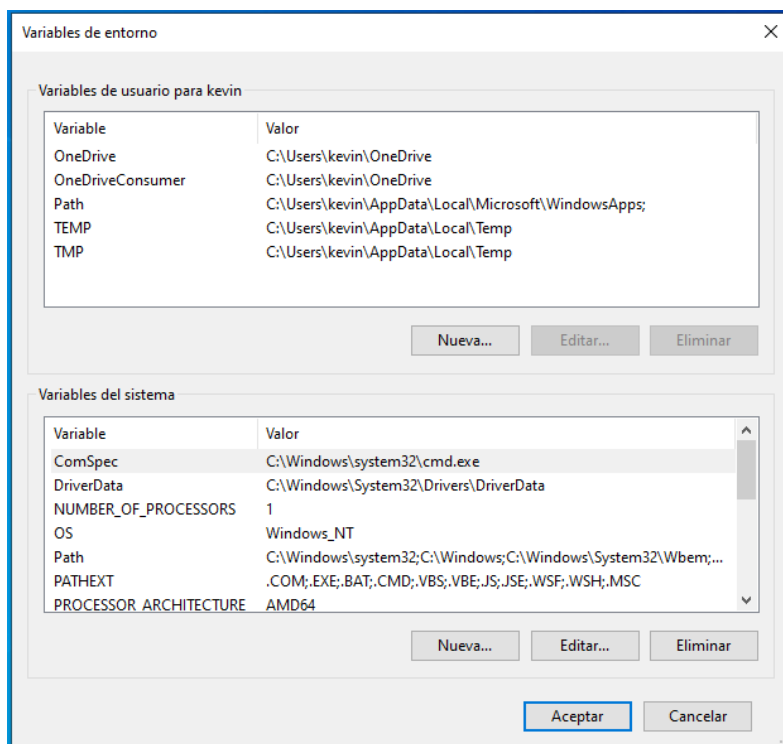 Variables de entorno
Variables de usuario para kevin
Variable Valor
OneDrive C:\Users\kevin\OneDrive
OneDriveConsumer C:\Users\kevin\OneDrive
Path C:\Users\kevin\AppData\Local\Microsoft\WindowsApps;
TEMP C:\Users\kevin\AppData\Local\Temp
TMP C:\Users\kevin\AppData\Local\Temp
Nueva... Editar... Eliminar
Variables del sistema
Variable Valor
ComSpec C:\Windows\system32\cmd.exe
DriverData C:\Windows\System32\Drivers\DriverData
NUMBER_OF_PROCESSORS 1
OS Windows_NT
Path C:\Windows\system32;C:\Windows;C:\Windows\System32\Wbem;...
PATHEXT .COM;.EXE;.BAT;.CMD;.VBS;.VBE;.JS;.JSE;.WSF;.WSH;.MSC
PROCESSOR_ARCHITECTURE AMD64
Nueva... Editar... Eliminar
Aceptar Cancelar